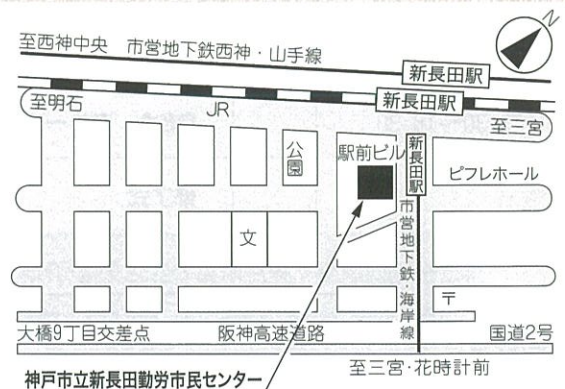 N
至西神中央 市営地下鉄西神・山手線
新長田駅
新長田駅
至明石
JR
至三宮
公園
駅前ビル
新長田駅
ピフレホール
文
市営地下鉄・海岸線
〒
大橋9丁目交差点 阪神高速道路 国道2号
神戸市立新長田勤労市民センター
至三宮・花時計前